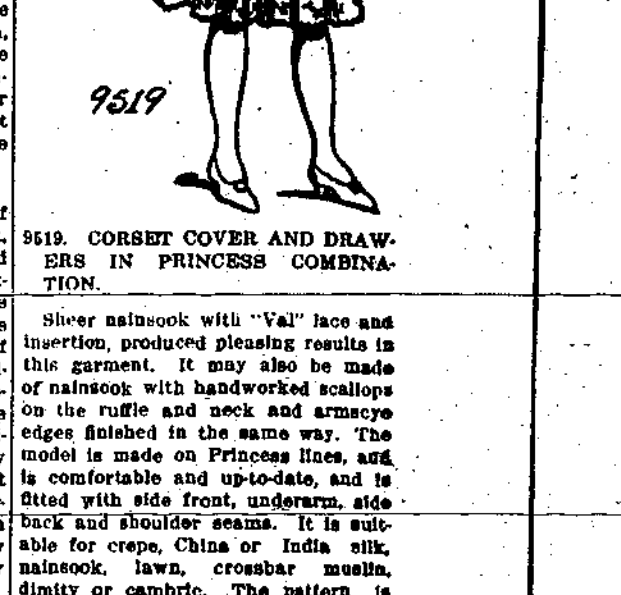 9519
9519. CORSET COVER AND DRAW-
ERS IN PRINCESS COMBINA-
TION.
Sheer nainsook with "Val" lace and
insertion, produced pleasing results in
this garment. It may also be made
of nainsook with handworked scallops
on the ruffle and neck and armscye
edges finished in the same way. The
model is made on Princess lines, and
is comfortable and up-to-date, and is
fitted with side front, underarm, side
back and shoulder seams. It is suit-
able for crepe, China or India silk,
nainsook, lawn, crossbar muslin,
dimity or cambric. The pattern is